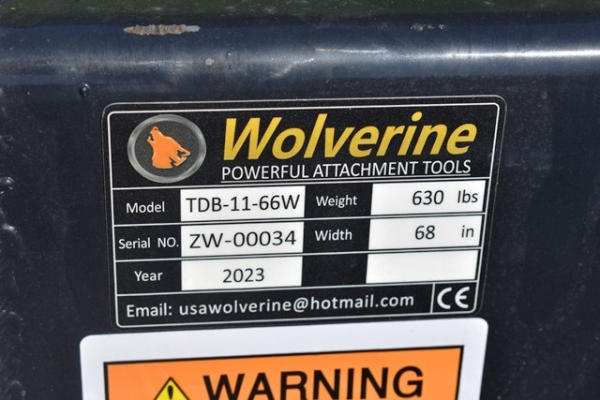 Wolverine
POWERFUL ATTACHMENT TOOLS
Model TDB-11-66W Weight 630 lbs
Serial NO. ZW-00034 Width 68 in
Year 2023
Email: usawolverine@hotmail.com CE
WARNING